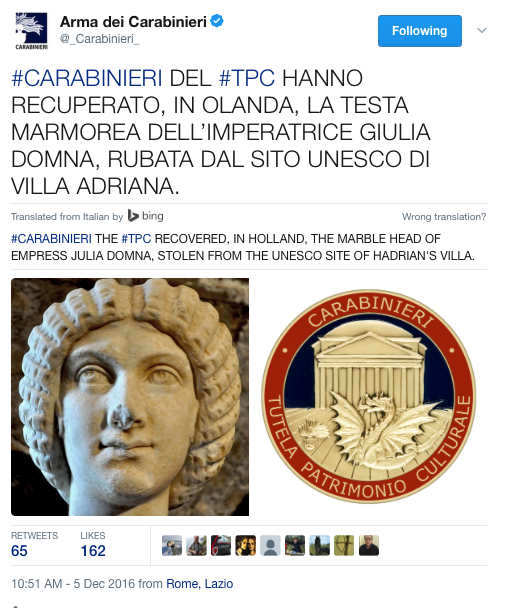 Arma dei Carabinieri
@_Carabinieri_
Following
CARABINIERI
#CARABINIERI DEL #TPC HANNO
RECUPERATO, IN OLANDA, LA TESTA
MARMOREA DELL'IMPERATRICE GIULIA
DOMNA, RUBATA DAL SITO UNESCO DI
VILLA ADRIANA.
Translated from Italian by bing
Wrong translation?
#CARABINIERI THE #TPC RECOVERED, IN HOLLAND, THE MARBLE HEAD OF
EMPRESS JULIA DOMNA, STOLEN FROM THE UNESCO SITE OF HADRIAN'S VILLA.
CARABINIERI
TUTELA PATRIMONIO CULTURALE
RETWEETS
65
LIKES
162
10:51 AM - 5 Dec 2016 from Rome, Lazio